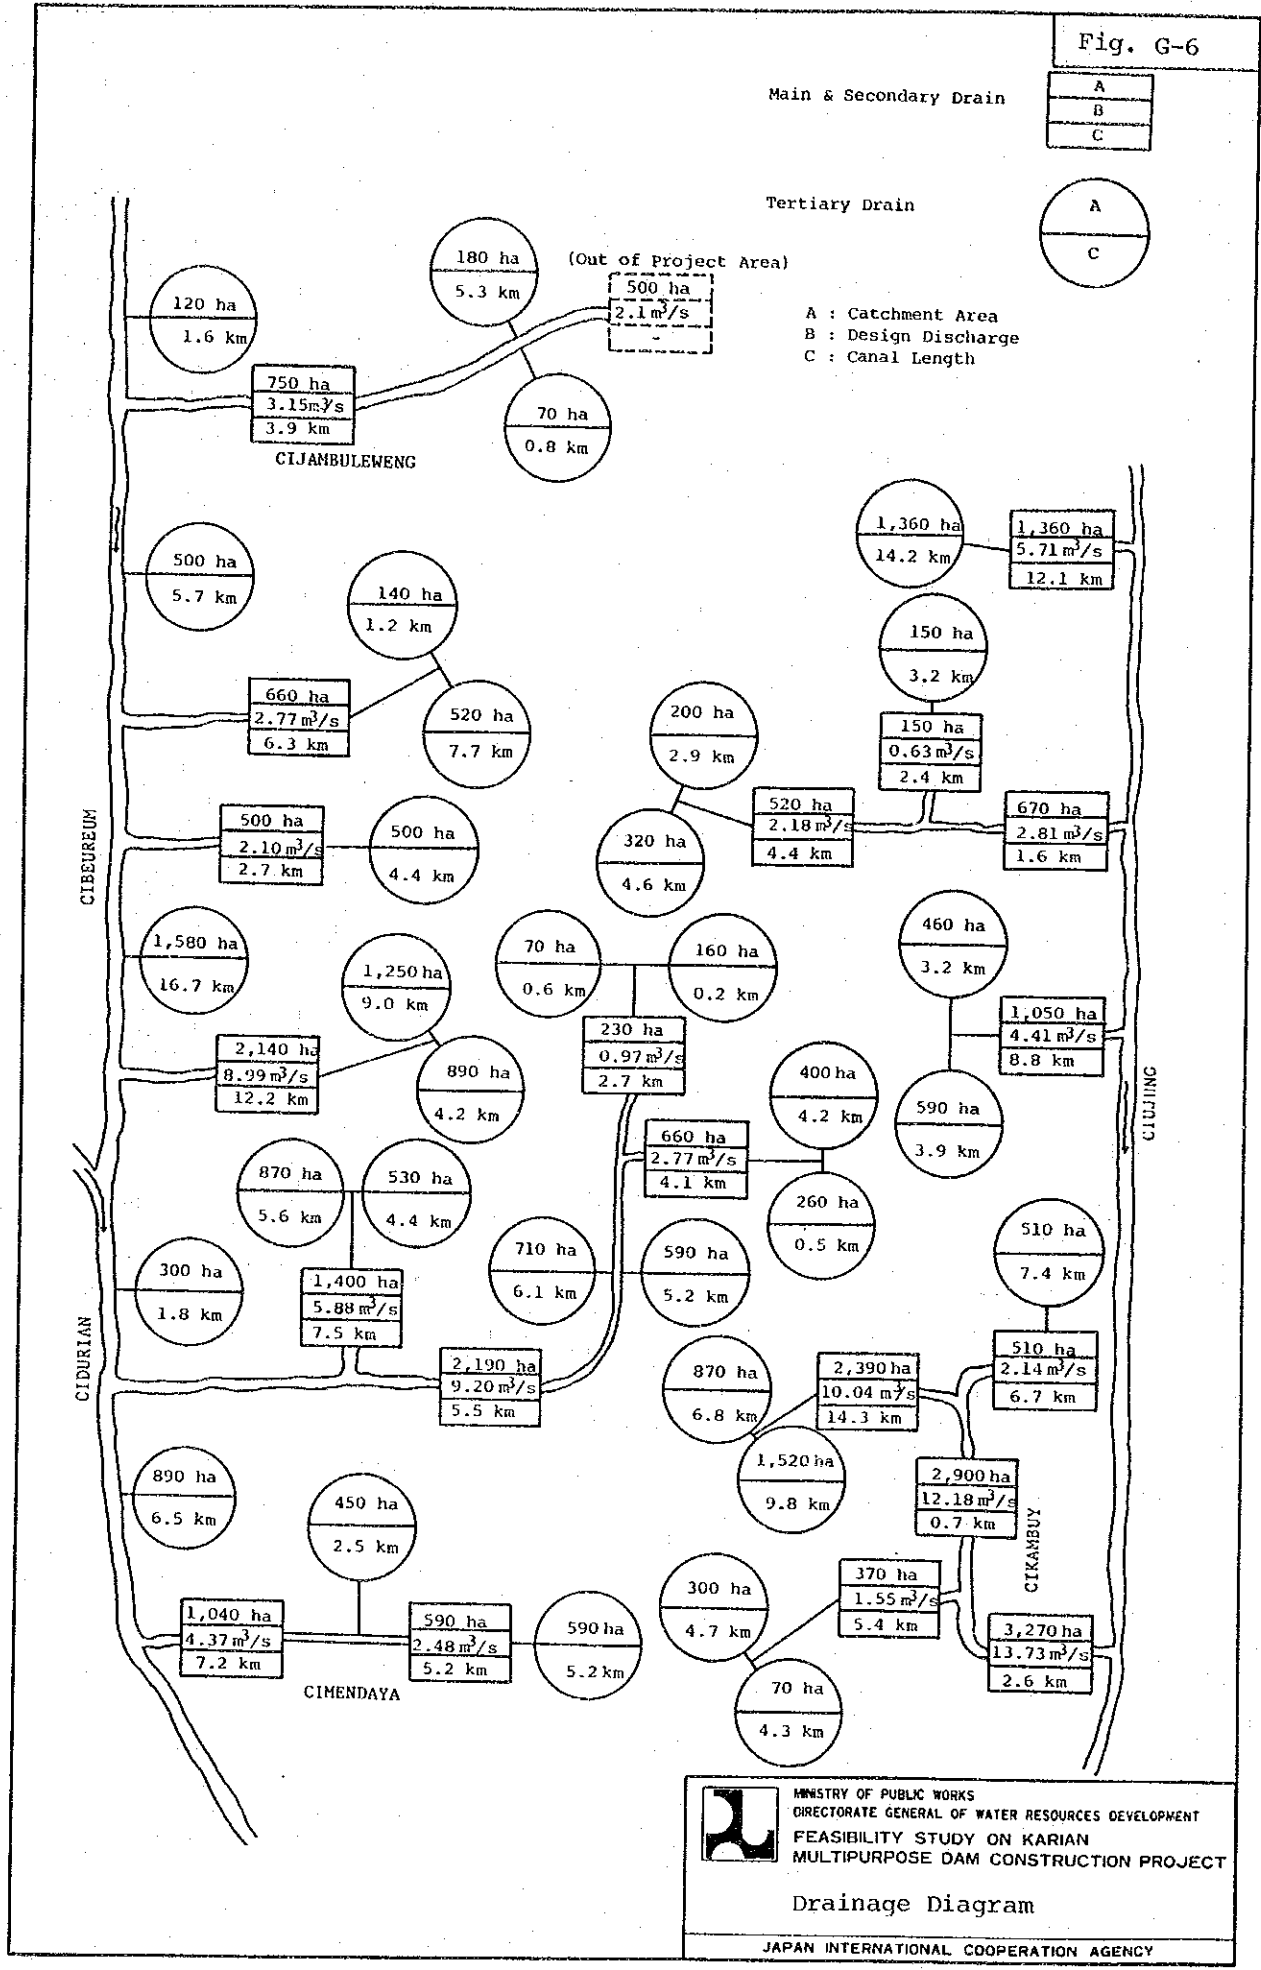 Fig. G-6
Main & Secondary Drain
A
B
C
Tertiary Drain
A
C
A : Catchment Area
B : Design Discharge
C : Canal Length
180 ha
5.3 km
(Out of Project Area)
500 ha
2.1 m³/s
-
120 ha
1.6 km
750 ha
3.15 m³/s
3.9 km
CIJAMBULEWENG
70 ha
0.8 km
1,360 ha
14.2 km
1,360 ha
5.71 m³/s
12.1 km
500 ha
5.7 km
140 ha
1.2 km
150 ha
3.2 km
660 ha
2.77 m³/s
6.3 km
520 ha
7.7 km
200 ha
2.9 km
150 ha
0.63 m³/s
2.4 km
CIBEUREUM
500 ha
2.10 m³/s
2.7 km
500 ha
4.4 km
320 ha
4.6 km
520 ha
2.18 m³/s
4.4 km
670 ha
2.81 m³/s
1.6 km
1,580 ha
16.7 km
1,250 ha
9.0 km
70 ha
0.6 km
160 ha
0.2 km
460 ha
3.2 km
2,140 ha
8.99 m³/s
12.2 km
890 ha
4.2 km
230 ha
0.97 m³/s
2.7 km
400 ha
4.2 km
1,050 ha
4.41 m³/s
8.8 km
590 ha
3.9 km
CIUJUNG
870 ha
5.6 km
530 ha
4.4 km
660 ha
2.77 m³/s
4.1 km
260 ha
0.5 km
300 ha
1.8 km
1,400 ha
5.88 m³/s
7.5 km
710 ha
6.1 km
590 ha
5.2 km
510 ha
7.4 km
CIDURIAN
2,190 ha
9.20 m³/s
5.5 km
870 ha
6.8 km
2,390 ha
10.04 m³/s
14.3 km
510 ha
2.14 m³/s
6.7 km
890 ha
6.5 km
450 ha
2.5 km
1,520 ha
9.8 km
2,900 ha
12.18 m³/s
0.7 km
CIKAMBUY
1,040 ha
4.37 m³/s
7.2 km
590 ha
2.48 m³/s
5.2 km
590 ha
5.2 km
CIMENDAYA
300 ha
4.7 km
370 ha
1.55 m³/s
5.4 km
3,270 ha
13.73 m³/s
2.6 km
70 ha
4.3 km
MINISTRY OF PUBLIC WORKS
DIRECTORATE GENERAL OF WATER RESOURCES DEVELOPMENT
FEASIBILITY STUDY ON KARIAN
MULTIPURPOSE DAM CONSTRUCTION PROJECT
Drainage Diagram
JAPAN INTERNATIONAL COOPERATION AGENCY